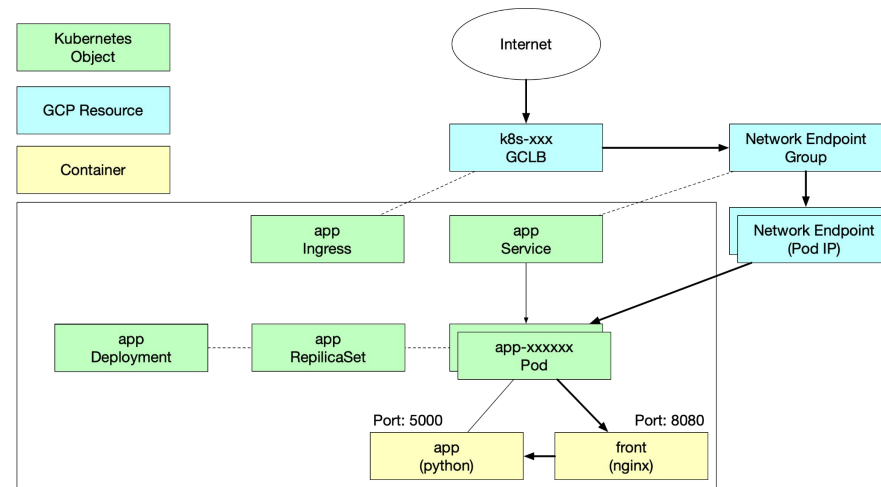 Kubernetes
Object
GCP Resource
Container
Internet
k8s-xxx
GCLB
Network Endpoint
Group
Network Endpoint
(Pod IP)
app
Ingress
app
Service
app
Deployment
app
RepilicaSet
app-xxxxxx
Pod
Port: 5000
Port: 8080
app
(python)
front
(nginx)